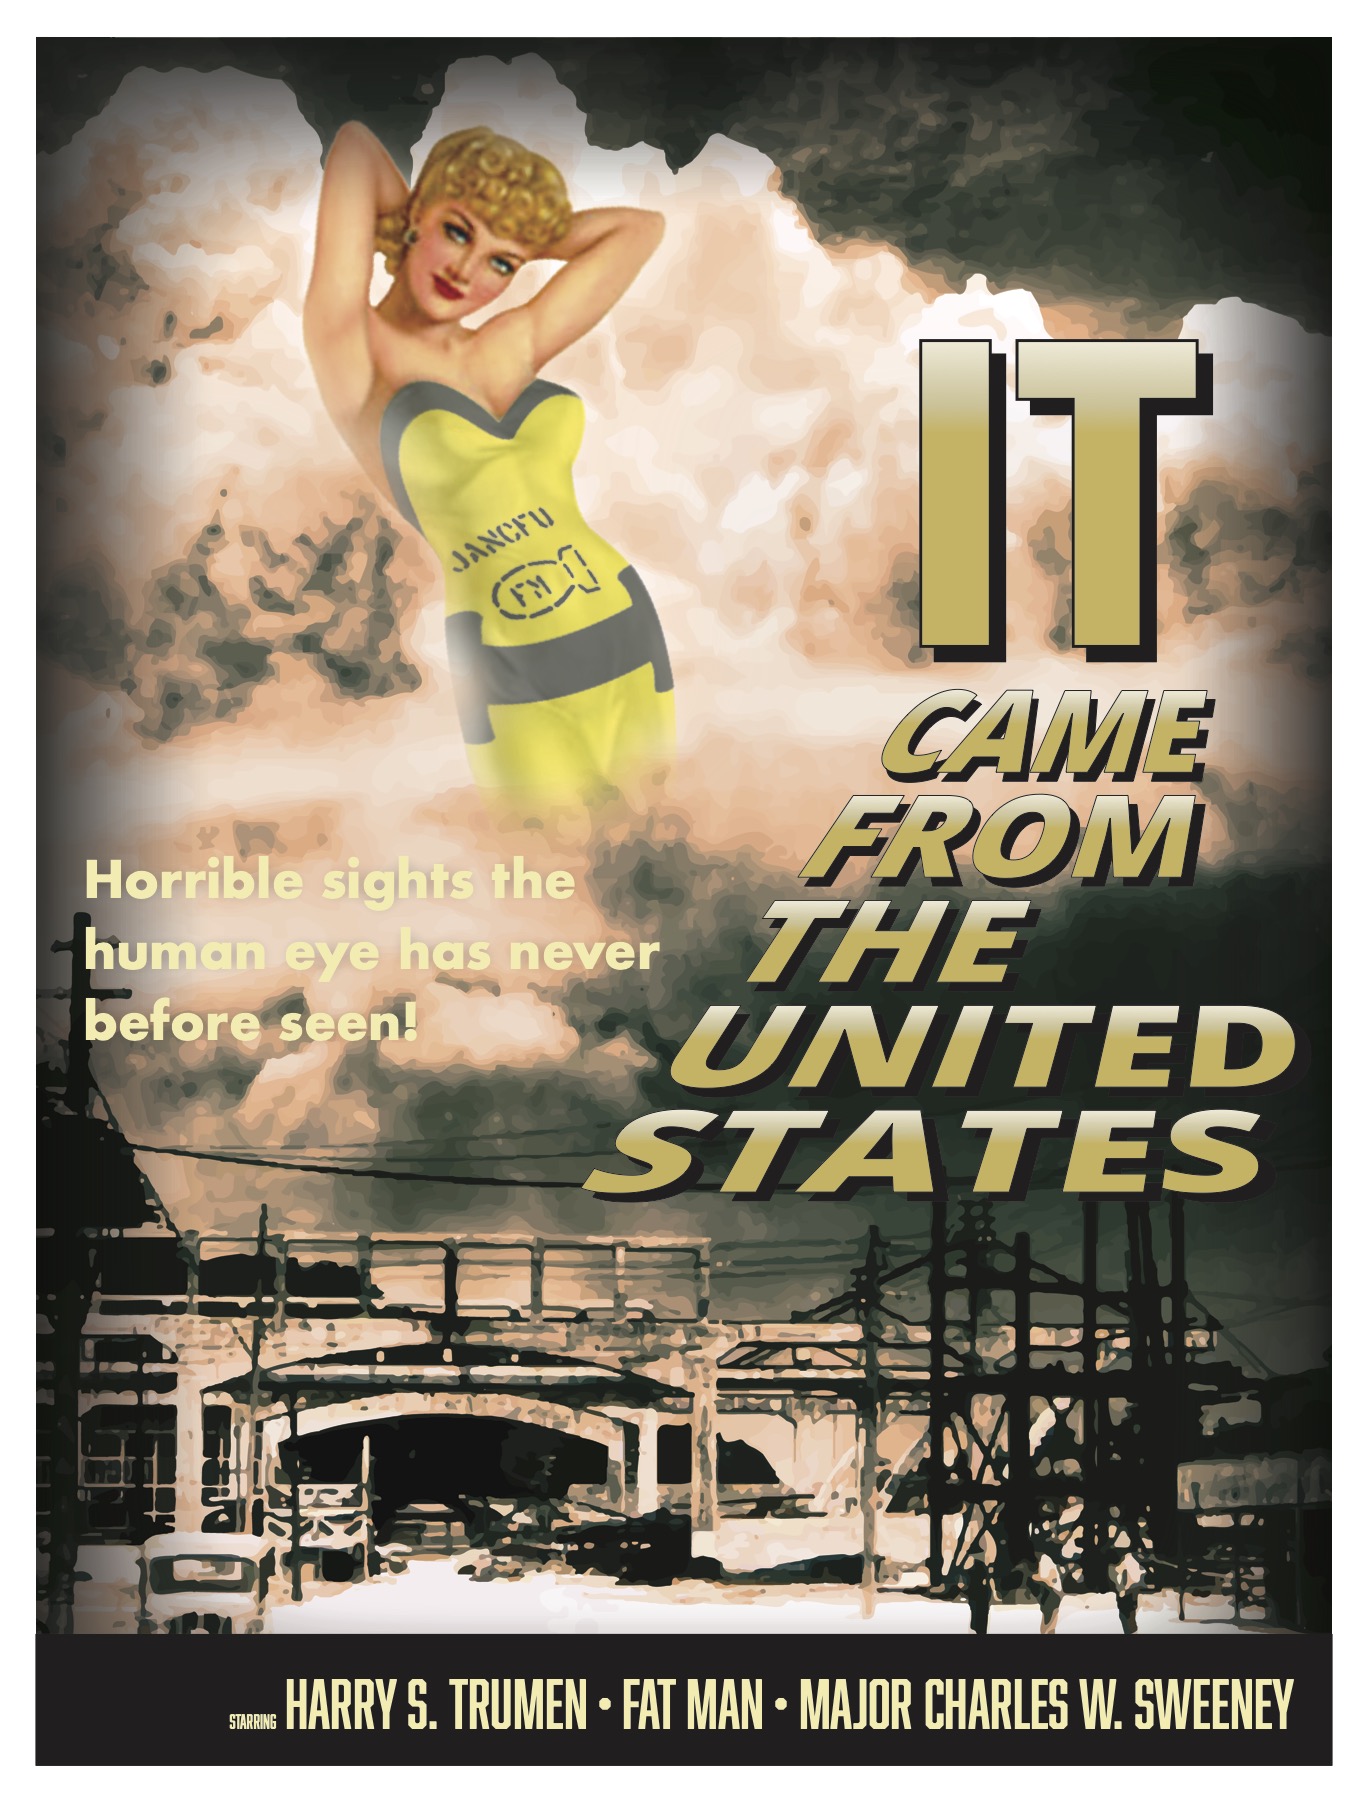 JANCFU
FM
IT
CAME
FROM
THE
UNITED
STATES
Horrible sights the
human eye has never
before seen!
STARRING HARRY S. TRUMEN • FAT MAN • MAJOR CHARLES W. SWEENEY